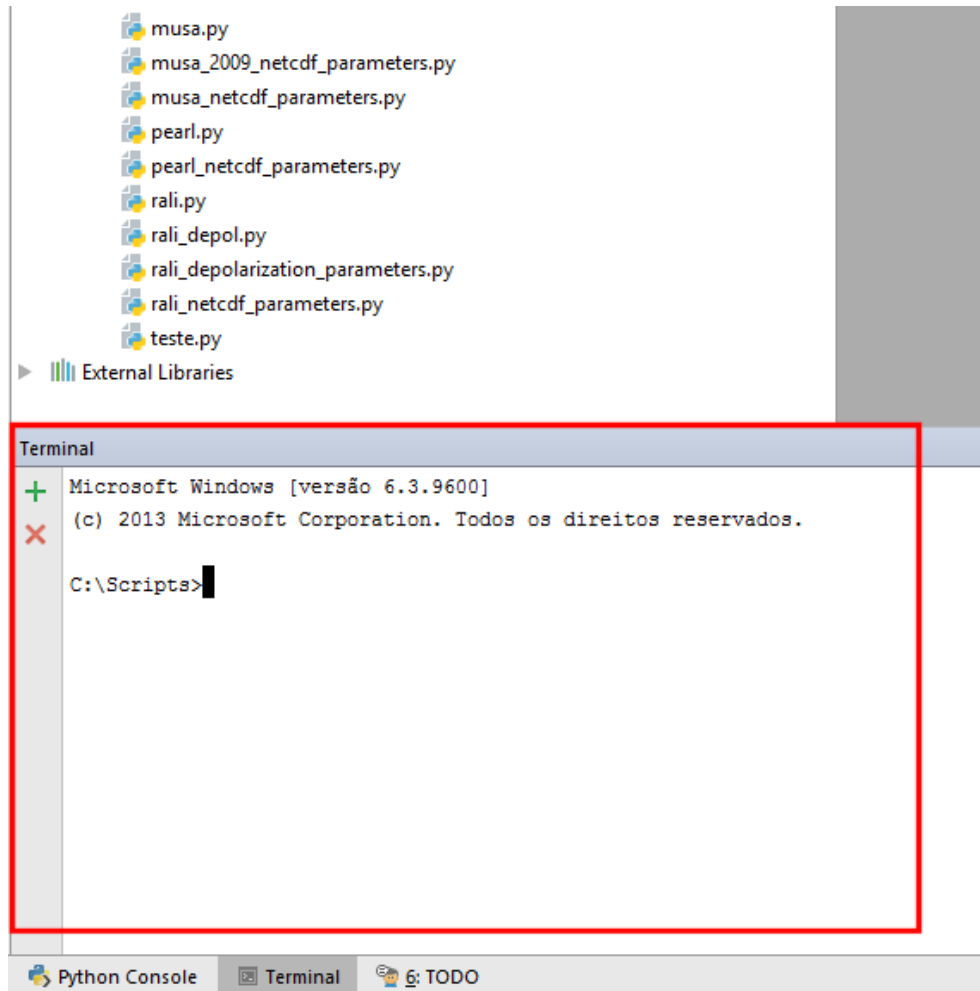 musa.py
musa_2009_netcdf_parameters.py
musa_netcdf_parameters.py
pearl.py
pearl_netcdf_parameters.py
rali.py
rali_depol.py
rali_depolarization_parameters.py
rali_netcdf_parameters.py
teste.py
External Libraries
Terminal
Microsoft Windows [versão 6.3.9600]
(c) 2013 Microsoft Corporation. Todos os direitos reservados.
C:\Scripts>
Python Console Terminal 6: TODO